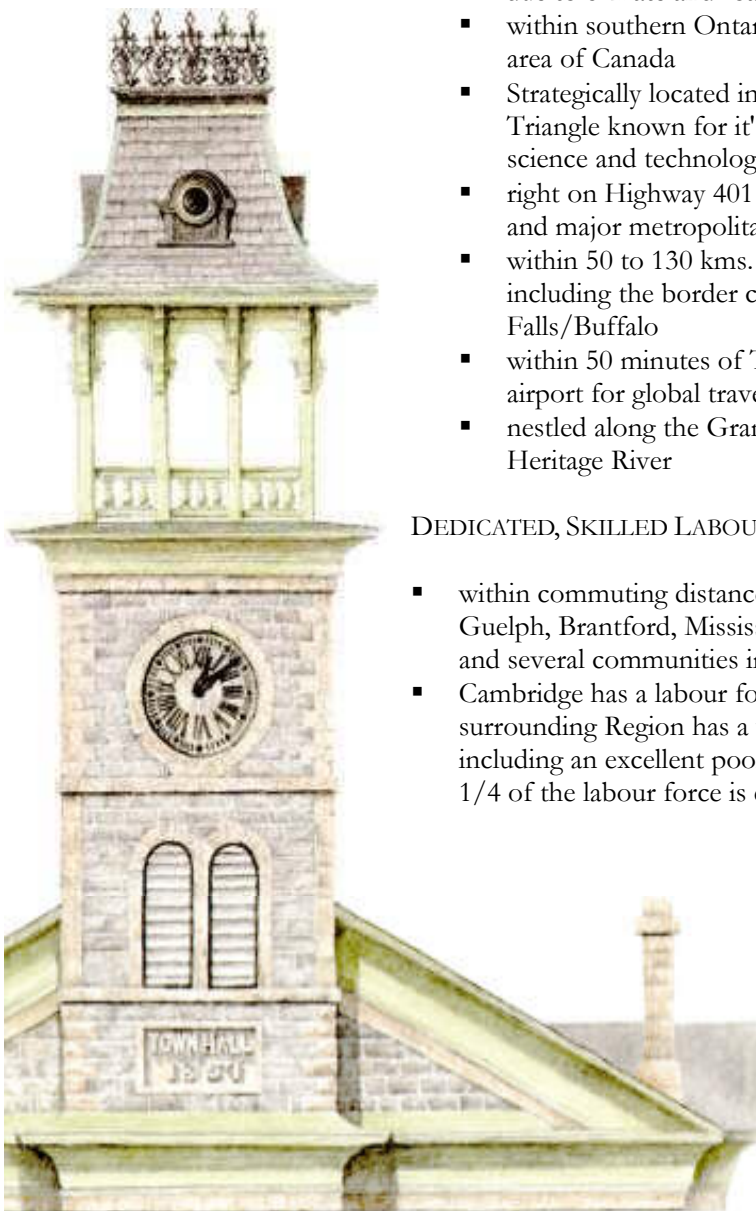 ▪ within southern Ontar
area of Canada
▪ Strategically located in
Triangle known for it'
science and technolog
▪ right on Highway 401
and major metropolita
▪ within 50 to 130 kms.
including the border c
Falls/Buffalo
▪ within 50 minutes of T
airport for global trave
▪ nestled along the Gran
Heritage River
DEDICATED, SKILLED LABOU
▪ within commuting distance
Guelph, Brantford, Missis
and several communities i
▪ Cambridge has a labour fo
surrounding Region has a
including an excellent poo
1/4 of the labour force is
TOWN HALL